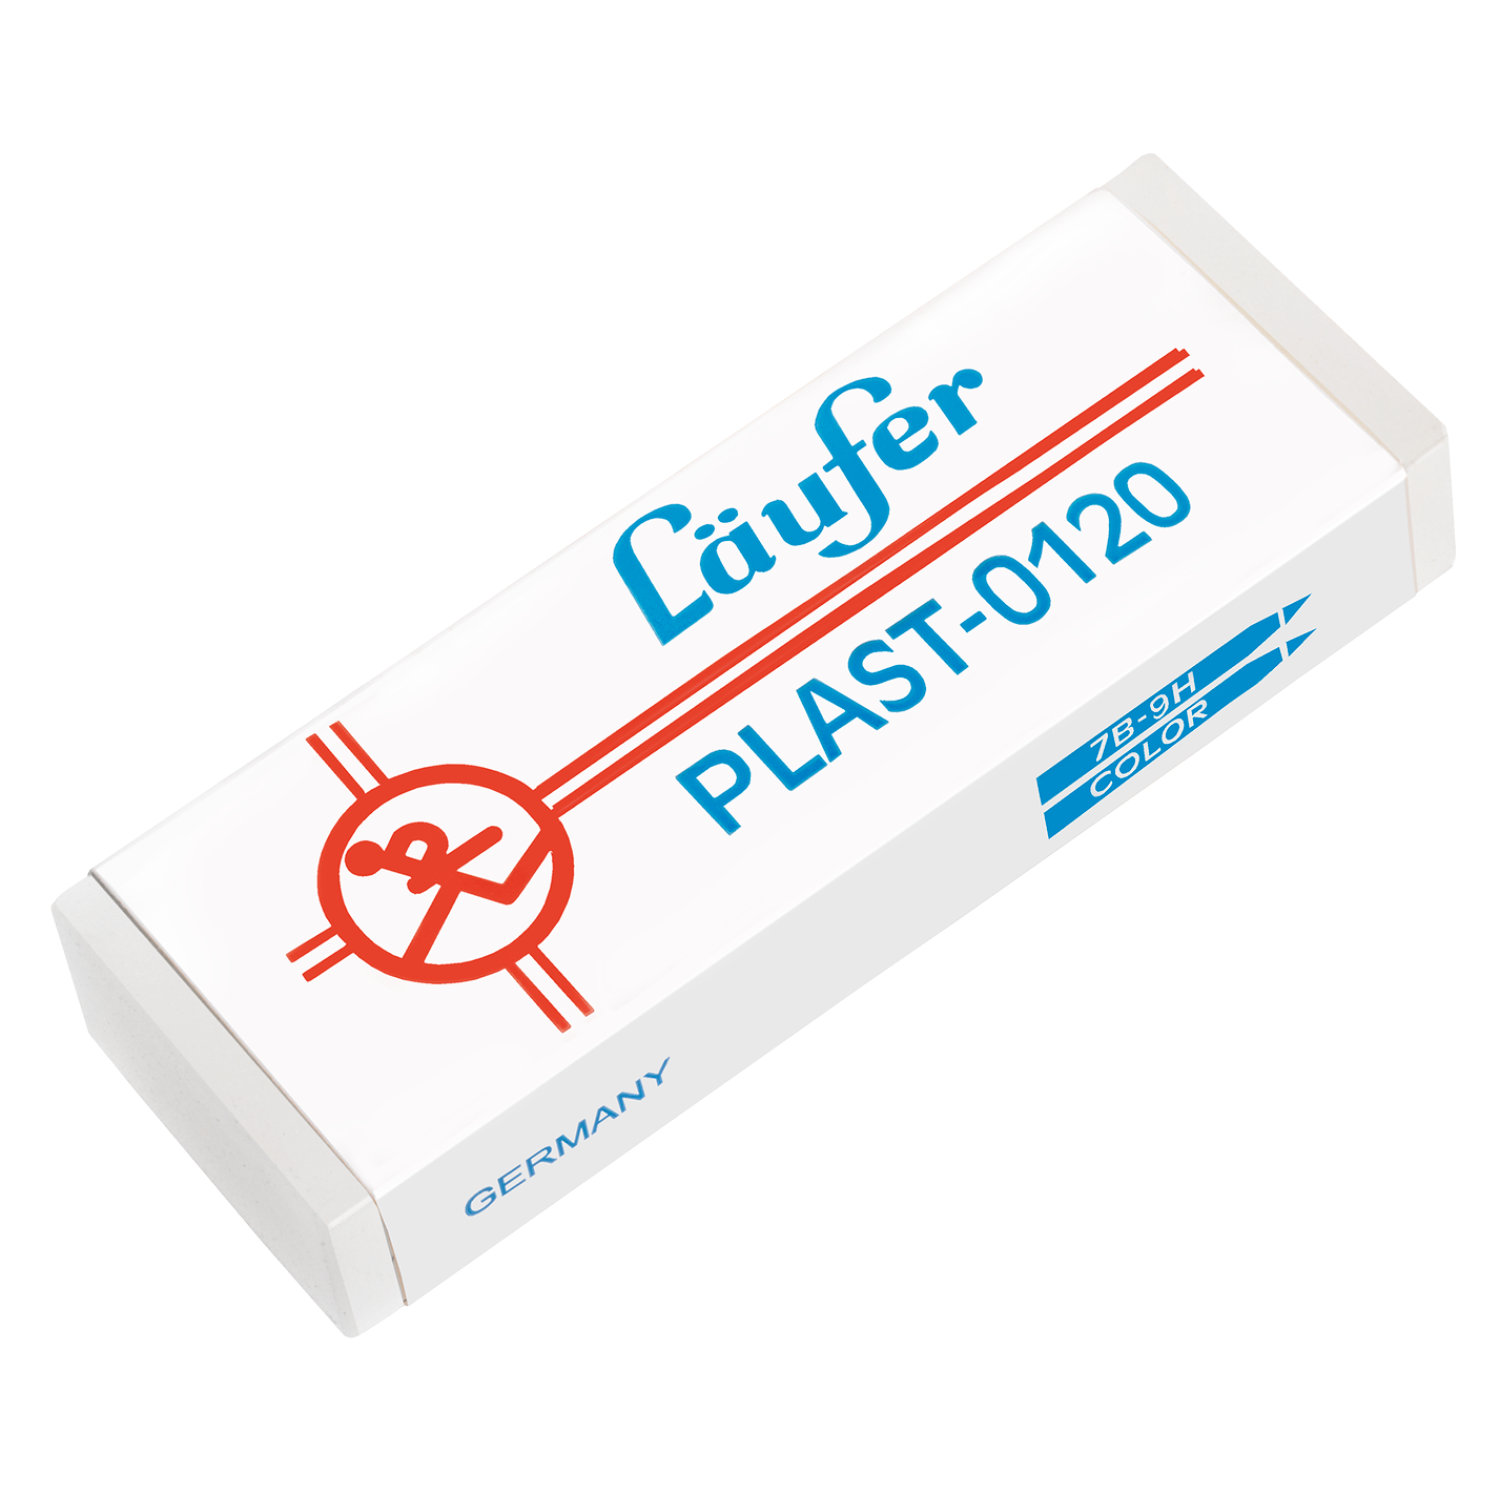 Läufer
PLAST-0120
7B-9H
COLOR
GERMANY